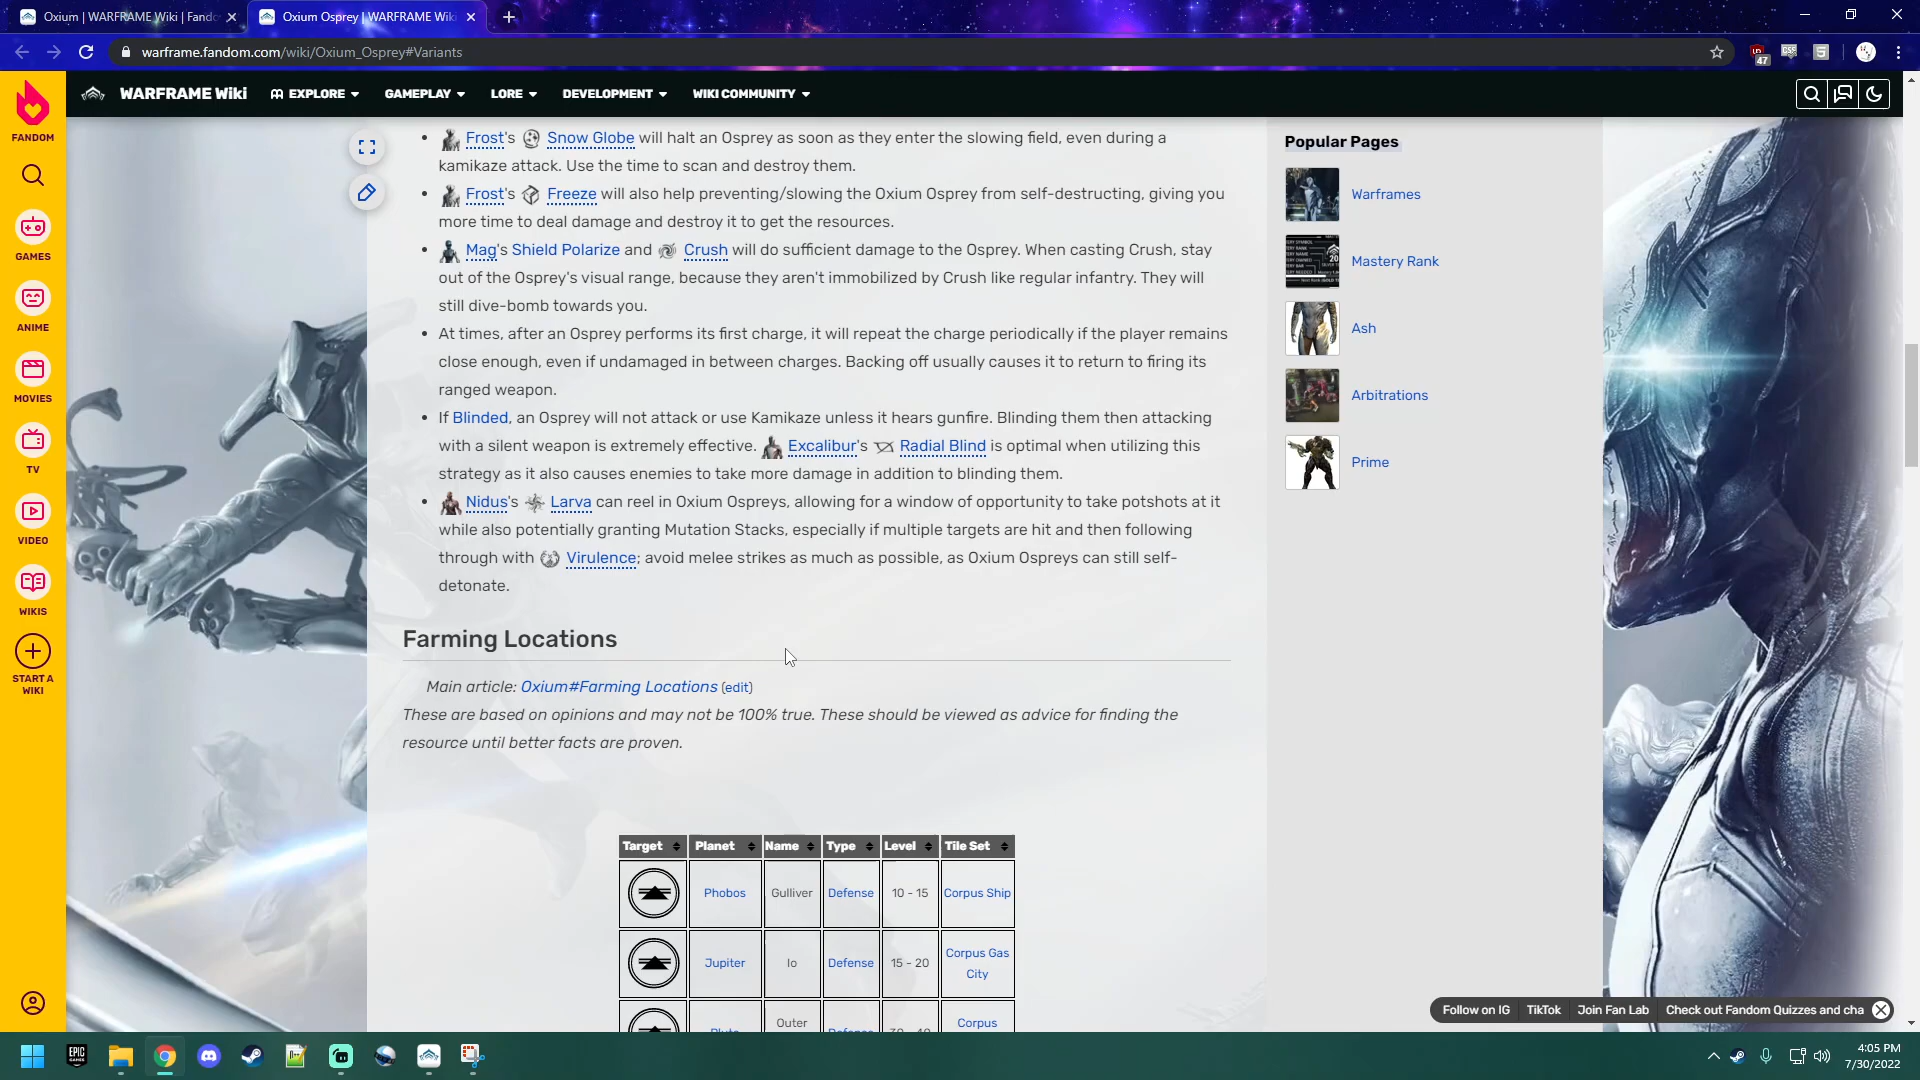 Oxium | WARFRAME Wiki | Fando
Oxium Osprey | WARFRAME Wiki
warframe.fandom.com/wiki/Oxium_Osprey#Variants
47
FANDOM
GAMES
ANIME
MOVIES
TV
VIDEO
WIKIS
START A
WIKI
WARFRAME Wiki
EXPLORE
GAMEPLAY
LORE
DEVELOPMENT
WIKI COMMUNITY
Frost's Snow Globe will halt an Osprey as soon as they enter the slowing field, even during a
kamikaze attack. Use the time to scan and destroy them.
Frost's Freeze will also help preventing/slowing the Oxium Osprey from self-destructing, giving you
more time to deal damage and destroy it to get the resources.
Mag's Shield Polarize and Crush will do sufficient damage to the Osprey. When casting Crush, stay
out of the Osprey's visual range, because they aren't immobilized by Crush like regular infantry. They will
still dive-bomb towards you.
At times, after an Osprey performs its first charge, it will repeat the charge periodically if the player remains
close enough, even if undamaged in between charges. Backing off usually causes it to return to firing its
ranged weapon.
If Blinded, an Osprey will not attack or use Kamikaze unless it hears gunfire. Blinding them then attacking
with a silent weapon is extremely effective. Excalibur's Radial Blind is optimal when utilizing this
strategy as it also causes enemies to take more damage in addition to blinding them.
Nidus's Larva can reel in Oxium Ospreys, allowing for a window of opportunity to take potshots at it
while also potentially granting Mutation Stacks, especially if multiple targets are hit and then following
through with Virulence; avoid melee strikes as much as possible, as Oxium Ospreys can still self-
detonate.
Farming Locations
Main article: Oxium#Farming Locations (edit)
These are based on opinions and may not be 100% true. These should be viewed as advice for finding the
resource until better facts are proven.
Target Planet Name Type Level Tile Set
Phobos Gulliver Defense 10 - 15 Corpus Ship
Jupiter Io Defense 15 - 20 Corpus Gas
City
Pluto Outer Defense 30 - 40 Corpus
Popular Pages
Warframes
Mastery Rank
Ash
Arbitrations
Prime
Follow on IG TikTok Join Fan Lab Check out Fandom Quizzes and cha
EPIC
GAMES
4:05 PM
7/30/2022